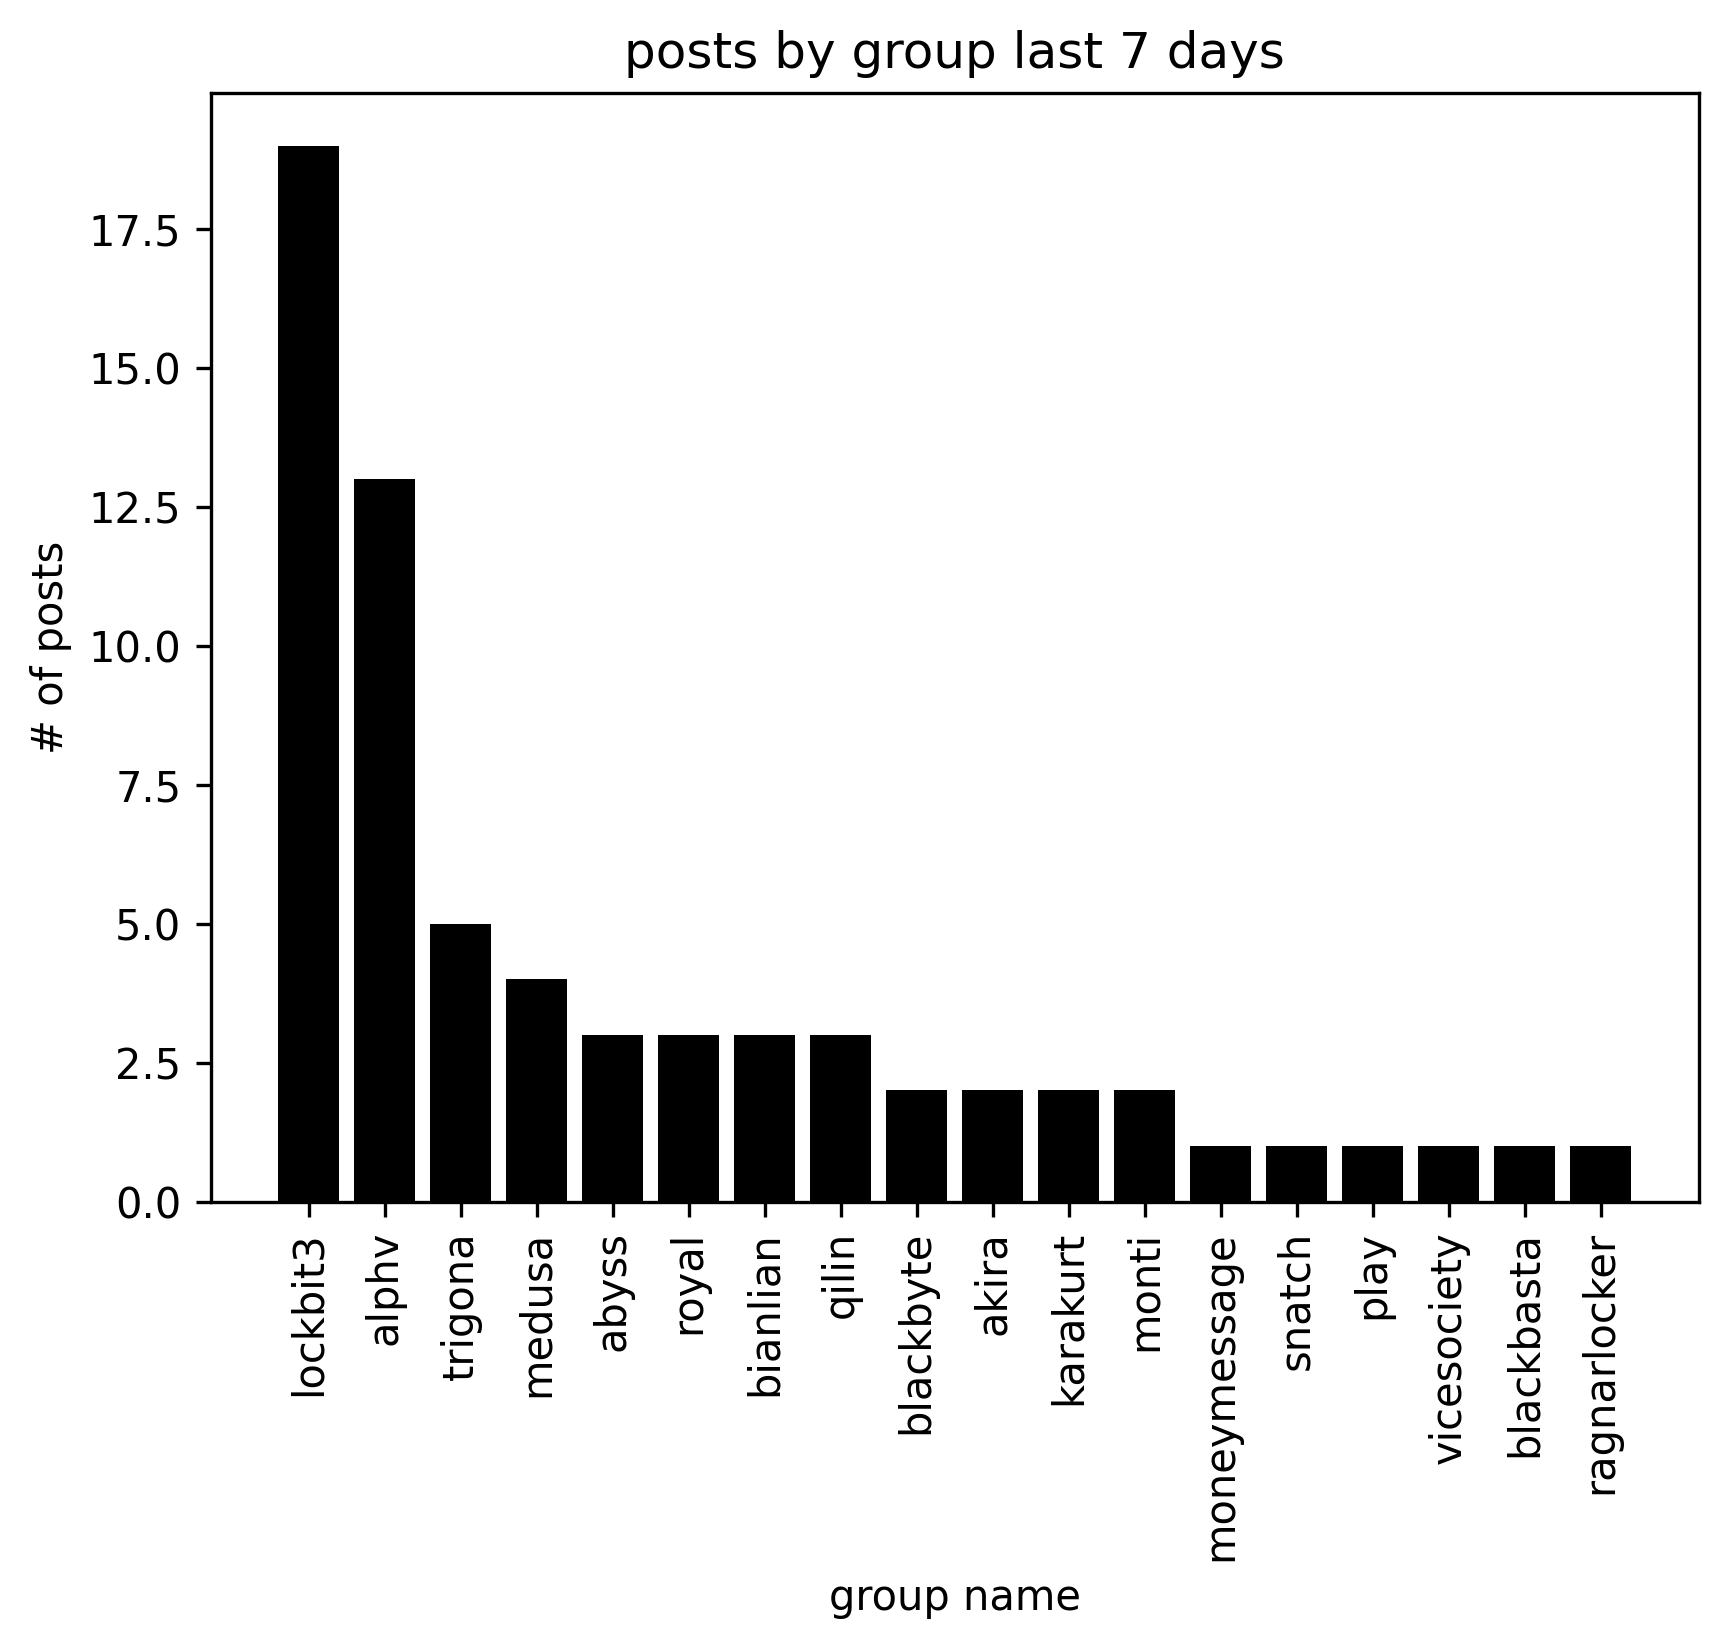 posts by group last 7 days
# of posts
17.5
15.0
12.5
10.0
7.5
5.0
2.5
0.0
lockbit3
alphv
trigona
medusa
abyss
royal
bianlian
qilin
blackbyte
akira
karakurt
monti
moneymessage
snatch
play
vicesociety
blackbasta
ragnarlocker
group name